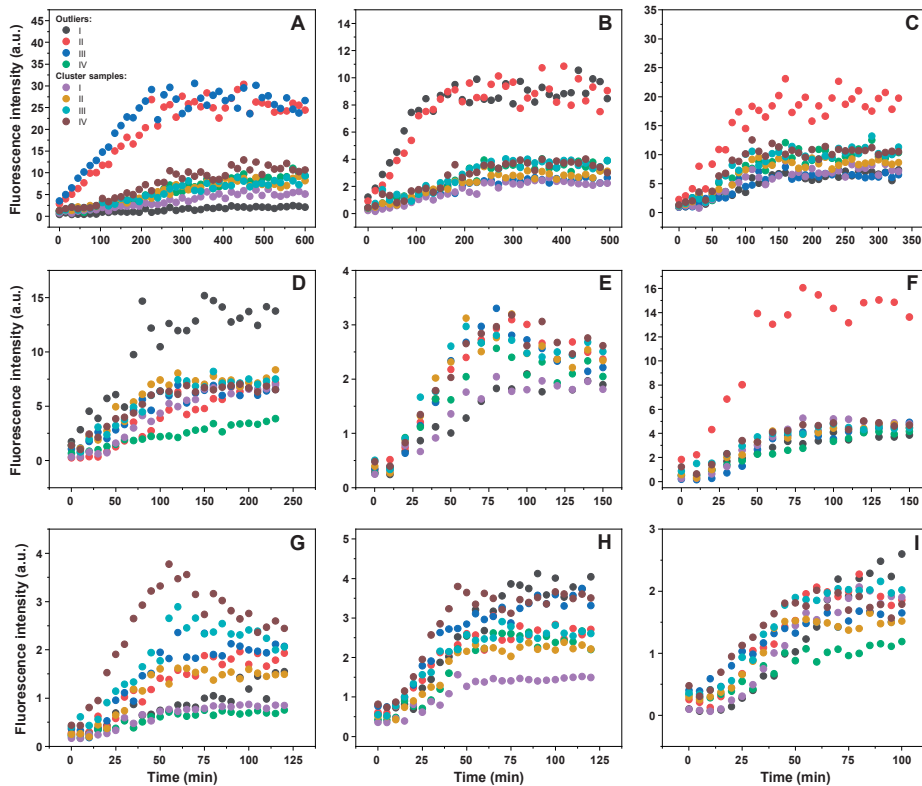 A
Outliers:
I
II
III
IV
Cluster samples:
I
II
III
IV
Fluorescence intensity (a.u.)
50
45
40
35
30
25
20
15
10
5
0
0 100 200 300 400 500 600
B
14
12
10
8
6
4
2
0
0 100 200 300 400 500
C
35
30
25
20
15
10
5
0
0 50 100 150 200 250 300 350
D
Fluorescence intensity (a.u.)
15
10
5
0
0 50 100 150 200 250
E
4
3
2
1
0
0 25 50 75 100 125 150
F
16
14
12
10
8
6
4
2
0
0 25 50 75 100 125 150
G
Fluorescence intensity (a.u.)
4
3
2
1
0
0 25 50 75 100 125
Time (min)
H
5
4
3
2
1
0
0 25 50 75 100 125
Time (min)
I
2
1
0
0 25 50 75 100
Time (min)